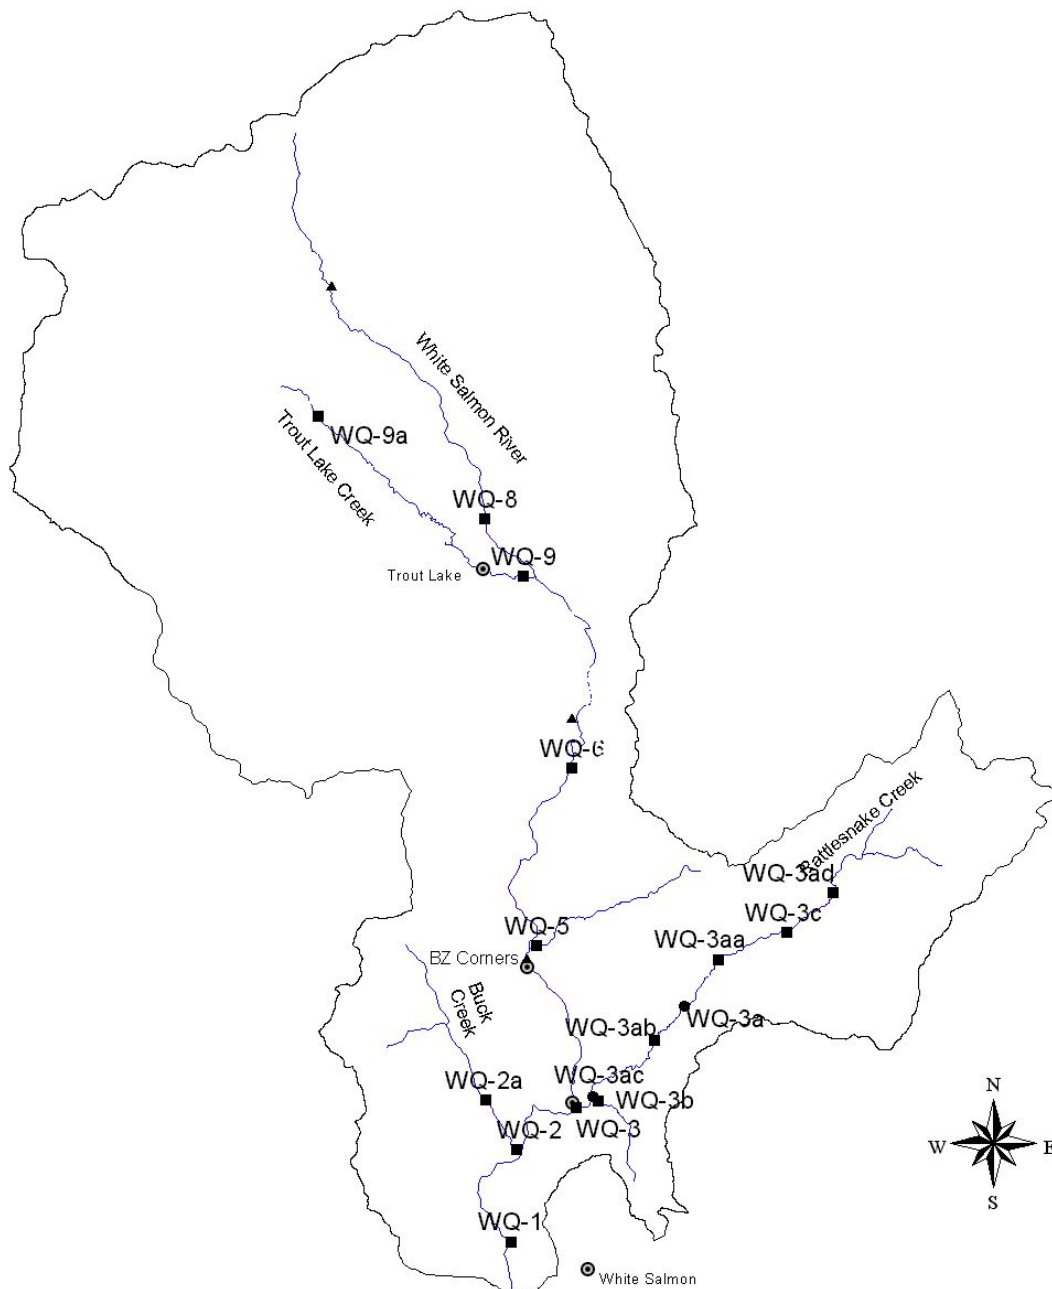 White Salmon River
WQ-9a
Trout Lake Creek
WQ-8
WQ-9
Trout Lake
WQ-6
Rattlesnake Creek
WQ-3ad
WQ-3c
WQ-5
WQ-3aa
BZ Corners
Buck
Creek
WQ-3a
WQ-3ab
WQ-3ac
WQ-2a
WQ-3b
WQ-2
WQ-3
N
W
E
S
WQ-1
White Salmon